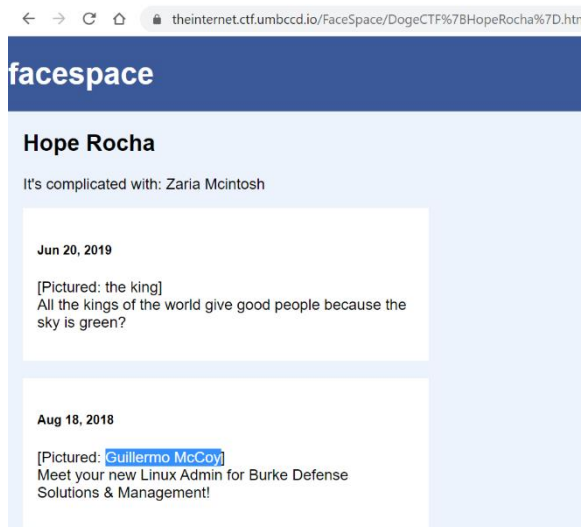 theinternet.ctf.umbccd.io/FaceSpace/DogeCTF%7BHopeRocha%7D.htm
facespace
Hope Rocha
It's complicated with: Zaria Mcintosh
Jun 20, 2019
[Pictured: the king]
All the kings of the world give good people because the
sky is green?
Aug 18, 2018
[Pictured: Guillermo McCoy]
Meet your new Linux Admin for Burke Defense
Solutions & Management!